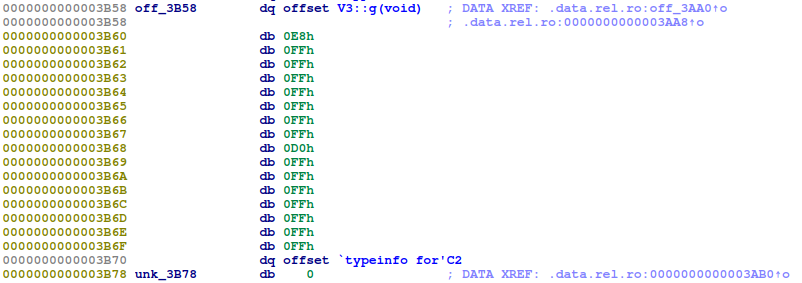 0000000000003B58 off_3B58 dq offset V3::g(void) ; DATA XREF: .data.rel.ro:off_3AA0↑o
0000000000003B58 ; .data.rel.ro:0000000000003AA8↑o
0000000000003B60 db 0E8h
0000000000003B61 db 0FFh
0000000000003B62 db 0FFh
0000000000003B63 db 0FFh
0000000000003B64 db 0FFh
0000000000003B65 db 0FFh
0000000000003B66 db 0FFh
0000000000003B67 db 0FFh
0000000000003B68 db 0D0h
0000000000003B69 db 0FFh
0000000000003B6A db 0FFh
0000000000003B6B db 0FFh
0000000000003B6C db 0FFh
0000000000003B6D db 0FFh
0000000000003B6E db 0FFh
0000000000003B6F db 0FFh
0000000000003B70 dq offset `typeinfo for'C2
0000000000003B78 unk_3B78 db 0 ; DATA XREF: .data.rel.ro:0000000000003AB0↑o